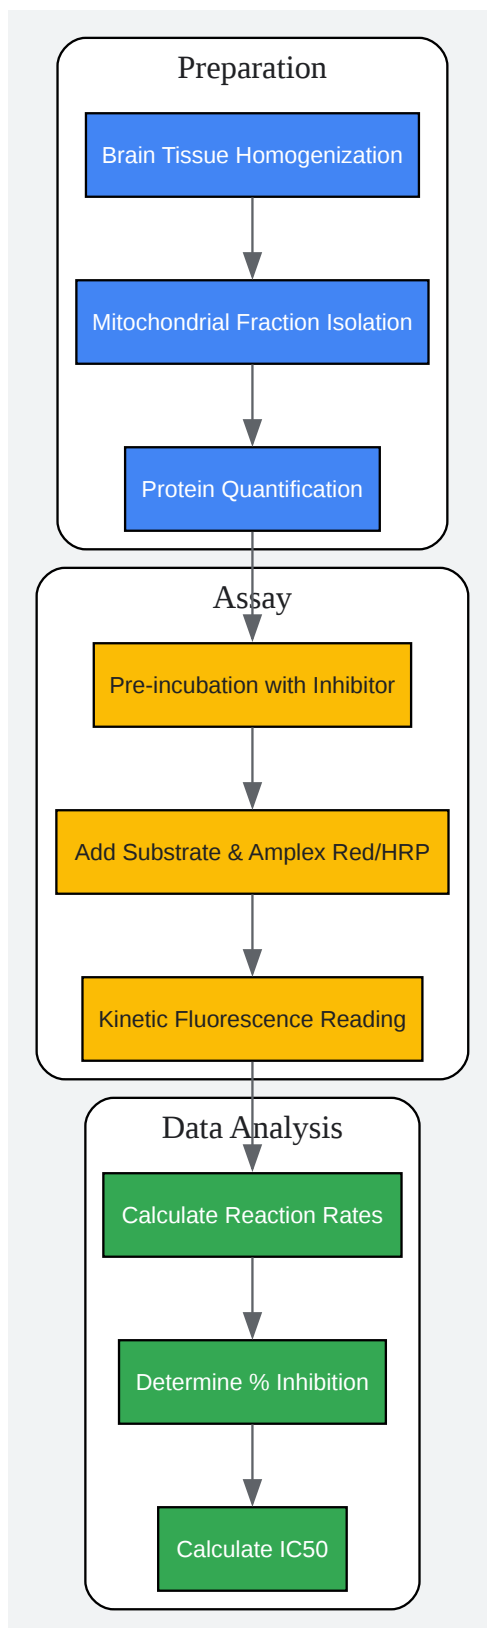 Preparation
Brain Tissue Homogenization
Mitochondrial Fraction Isolation
Protein Quantification
Assay
Pre-incubation with Inhibitor
Add Substrate & Amplex Red/HRP
Kinetic Fluorescence Reading
Data Analysis
Calculate Reaction Rates
Determine % Inhibition
Calculate IC50